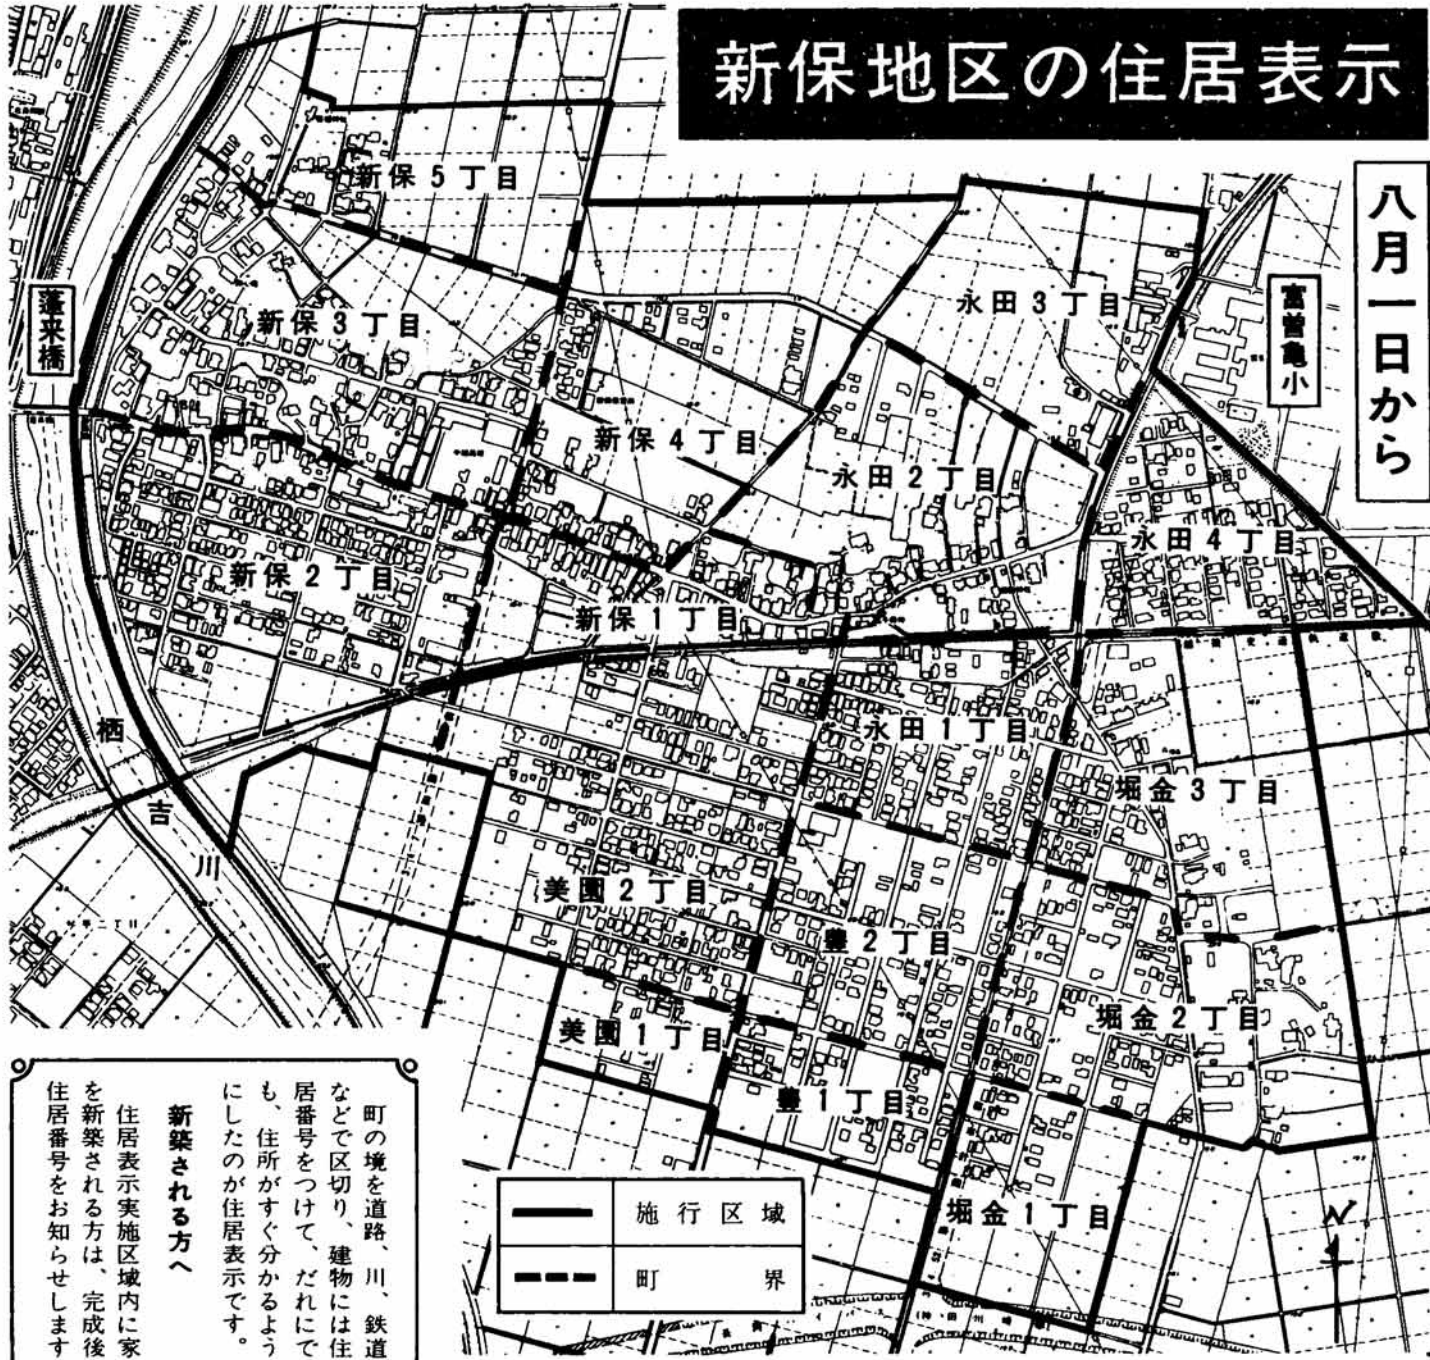 新保地区の住居表示
八月一日から
富曽亀小
蓬来橋
新保5丁目
新保3丁目
永田3丁目
新保4丁目
永田2丁目
永田4丁目
新保2丁目
新保1丁目
永田1丁目
堀金3丁目
美園2丁目
豊2丁目
堀金2丁目
美園1丁目
豊1丁目
堀金1丁目
栖
吉
川
施行区域
町界
N
町の境を道路、川、鉄道
などで区切り、建物には住
居番号をつけて、だれにで
も、住所がすぐ分かるよう
にしたのが住居表示です。
新築される方へ
住居表示実施区域内に家
を新築される方は、完成後
住居番号をお知らせします